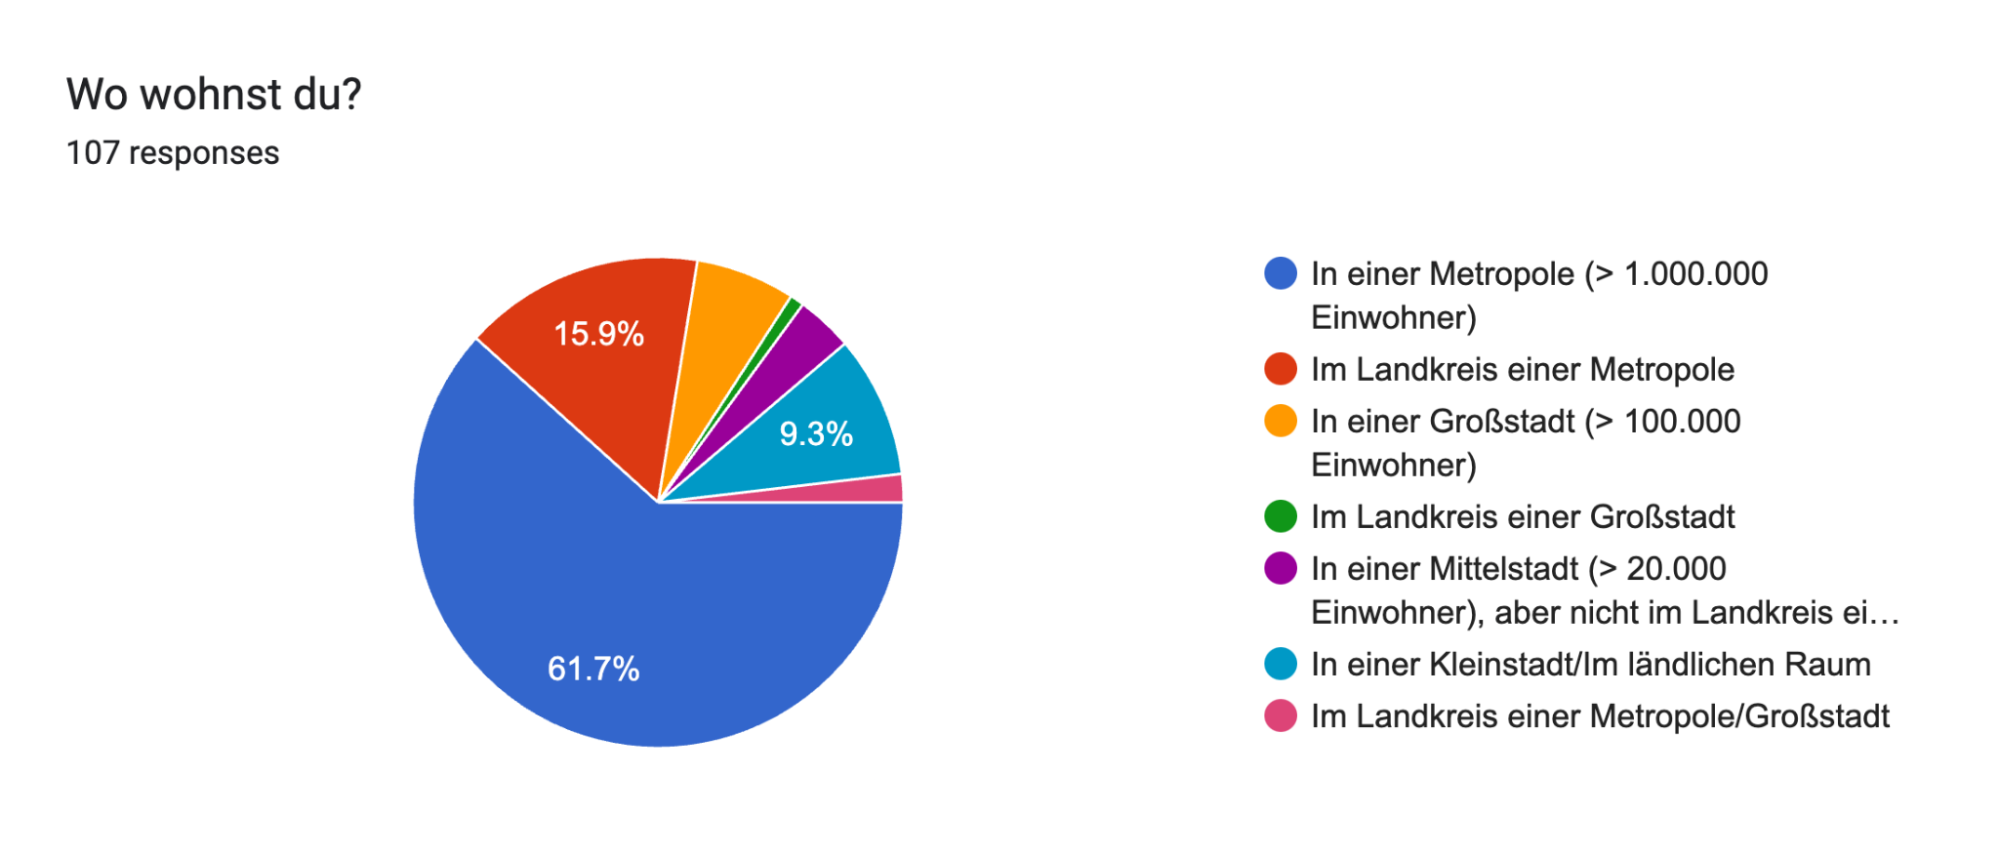 Wo wohnst du?
107 responses
15.9%
9.3%
61.7%
In einer Metropole (> 1.000.000
Einwohner)
Im Landkreis einer Metropole
In einer Großstadt (> 100.000
Einwohner)
Im Landkreis einer Großstadt
In einer Mittelstadt (> 20.000
Einwohner), aber nicht im Landkreis ei…
In einer Kleinstadt/Im ländlichen Raum
Im Landkreis einer Metropole/Großstadt